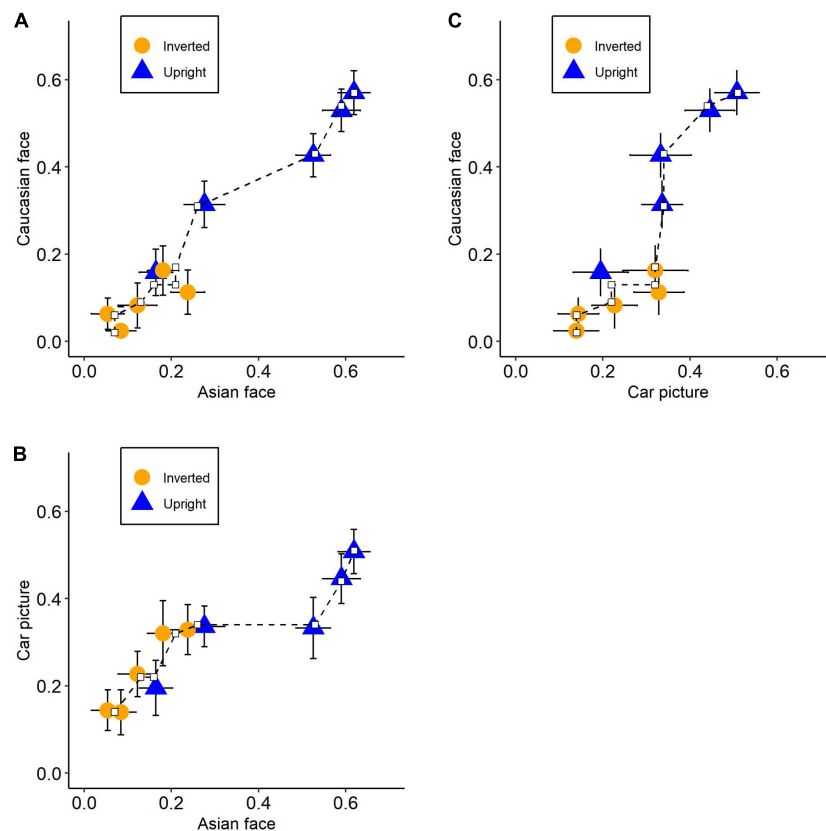 A
Inverted
Upright
Caucasian face
0.6
0.4
0.2
0.0
0.0 0.2 0.4 0.6
Asian face
C
Inverted
Upright
Caucasian face
0.6
0.4
0.2
0.0
0.0 0.2 0.4 0.6
Car picture
B
Inverted
Upright
Car picture
0.6
0.4
0.2
0.0
0.0 0.2 0.4 0.6
Asian face